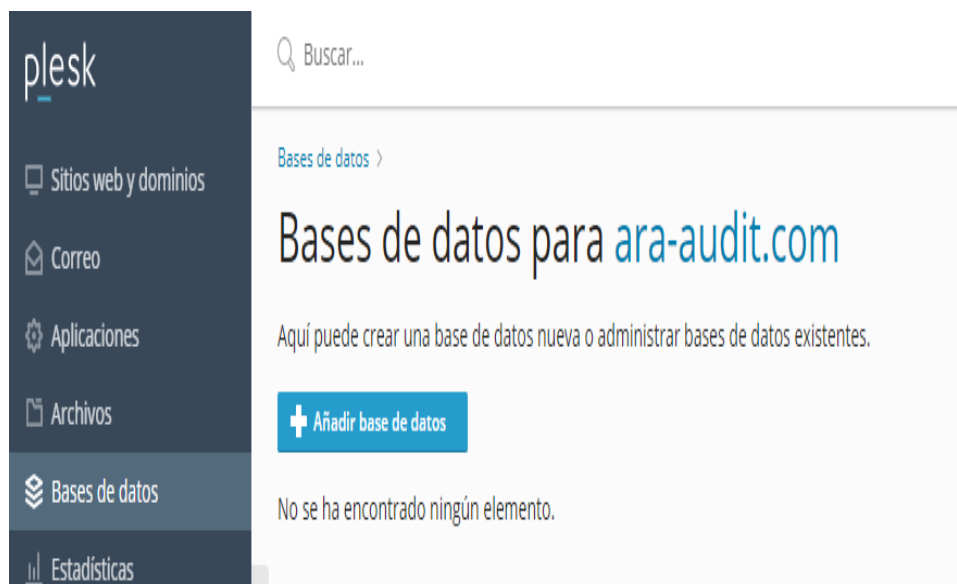 plesk
Buscar...
Sitios web y dominios
Correo
Aplicaciones
Archivos
Bases de datos
Estadísticas
Bases de datos >
Bases de datos para ara-audit.com
Aquí puede crear una base de datos nueva o administrar bases de datos existentes.
Añadir base de datos
No se ha encontrado ningún elemento.